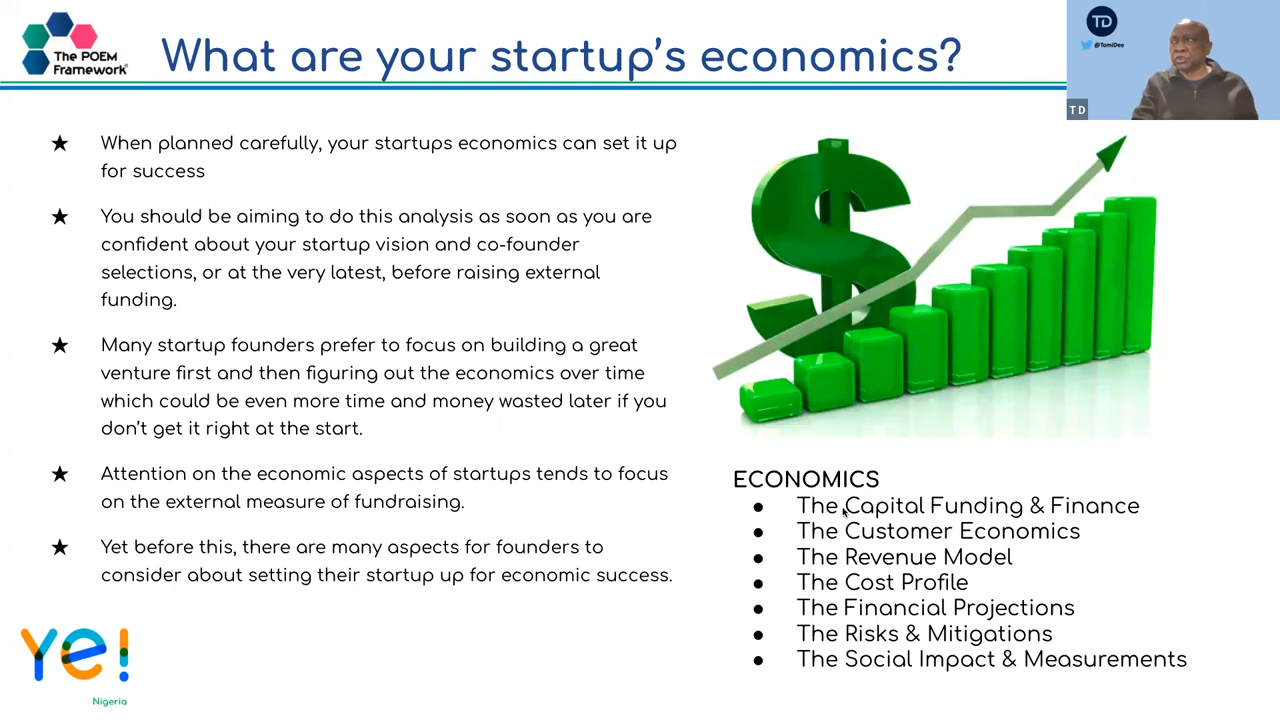 The POEM
Framework
What are your startup's economics?
TD
@TomiDee
T D
★ When planned carefully, your startups economics can set it up
for success
★ You should be aiming to do this analysis as soon as you are
confident about your startup vision and co-founder
selections, or at the very latest, before raising external
funding.
★ Many startup founders prefer to focus on building a great
venture first and then figuring out the economics over time
which could be even more time and money wasted later if you
don't get it right at the start.
★ Attention on the economic aspects of startups tends to focus
on the external measure of fundraising.
★ Yet before this, there are many aspects for founders to
consider about setting their startup up for economic success.
ECONOMICS
● The Capital Funding & Finance
● The Customer Economics
● The Revenue Model
● The Cost Profile
● The Financial Projections
● The Risks & Mitigations
● The Social Impact & Measurements
Ye!
Nigeria